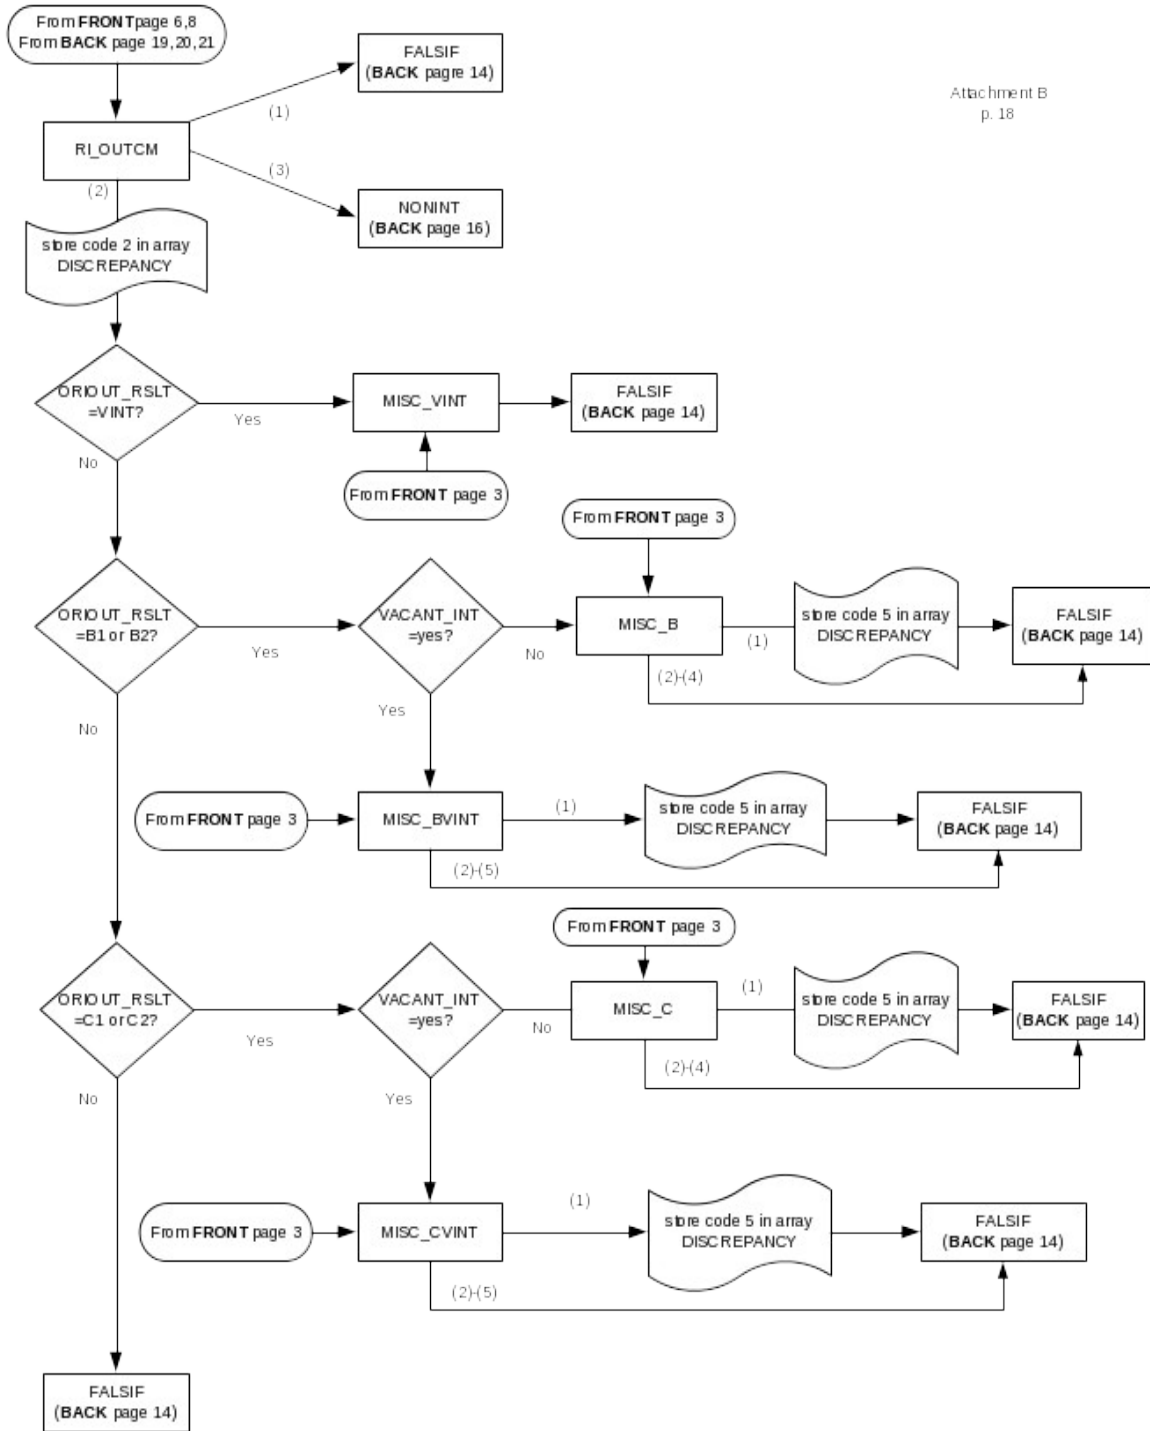 From FRONT page 6,8
From BACK page 19,20,21
FALSIF
(BACK pagre 14)
Attachment B
p. 18
(1)
RI_OUTCM
(3)
(2)
NONINT
(BACK page 16)
store code 2 in array
DISCREPANCY
ORIOUT_RSLT
=VINT?
Yes
MISC_VINT
FALSIF
(BACK page 14)
No
From FRONT page 3
From FRONT page 3
ORIOUT_RSLT
=B1 or B2?
Yes
VACANT_INT
=yes?
No
MISC_B
(1)
store code 5 in array
DISCREPANCY
FALSIF
(BACK page 14)
(2)-(4)
Yes
No
From FRONT page 3
MISC_BVINT
(1)
store code 5 in array
DISCREPANCY
FALSIF
(BACK page 14)
(2)-(5)
From FRONT page 3
ORIOUT_RSLT
=C1 or C2?
Yes
VACANT_INT
=yes?
No
MISC_C
(1)
store code 5 in array
DISCREPANCY
FALSIF
(BACK page 14)
(2)-(4)
No
Yes
From FRONT page 3
MISC_CVINT
(1)
store code 5 in array
DISCREPANCY
FALSIF
(BACK page 14)
(2)-(5)
FALSIF
(BACK page 14)